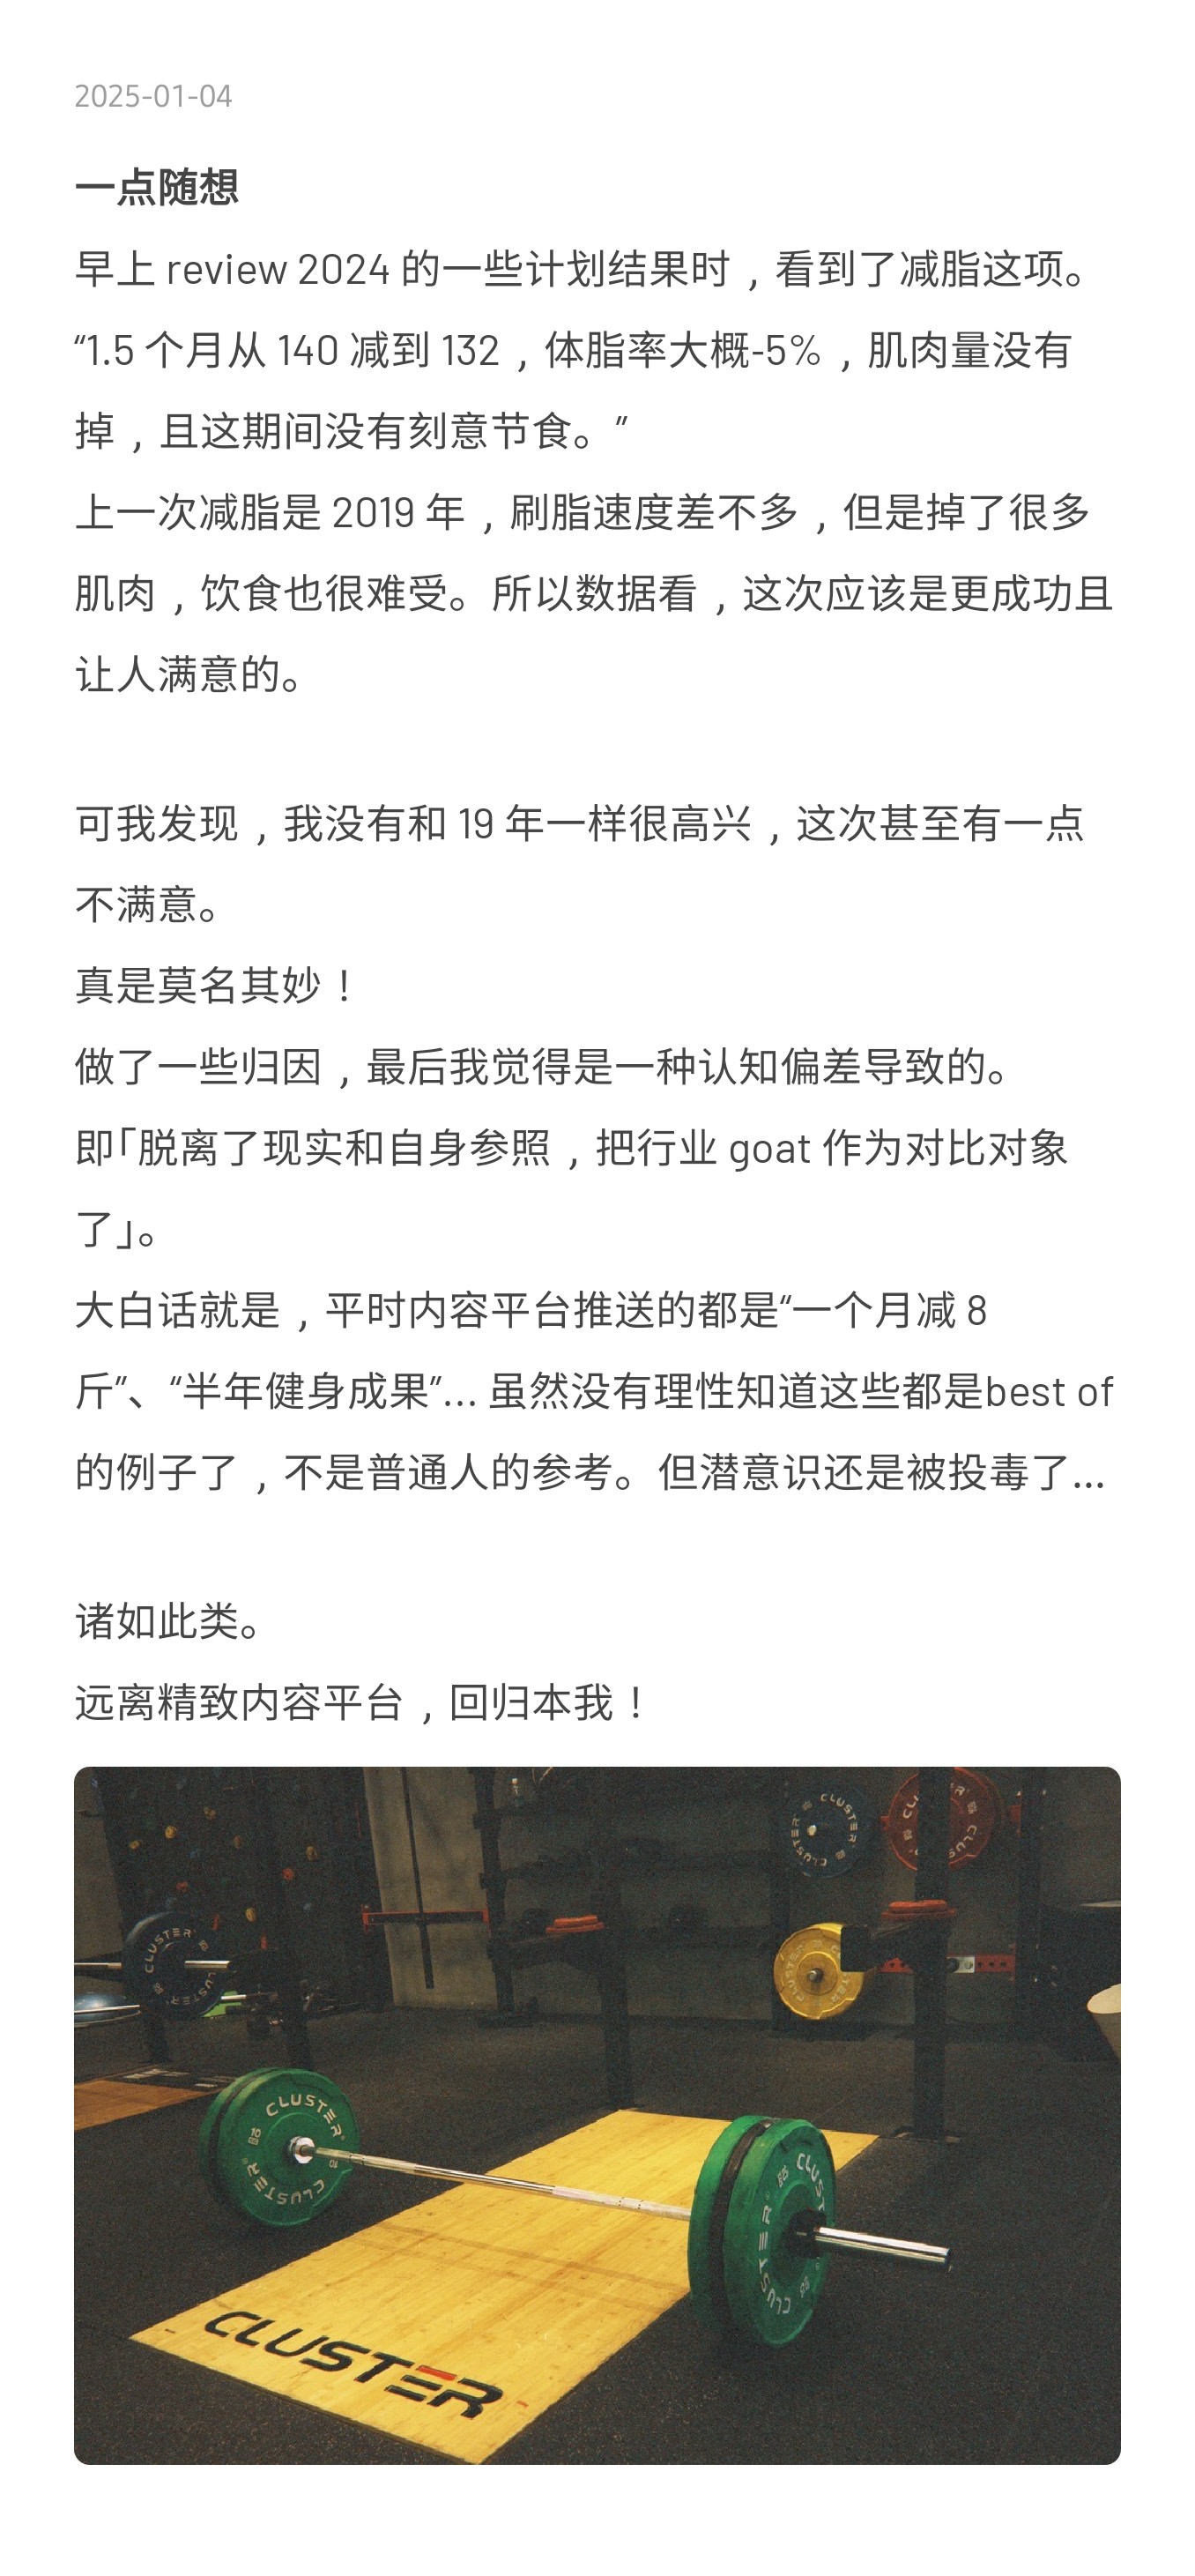 2025-01-04
一点随想
早上 review 2024 的一些计划结果时，看到了减脂这项。
“1.5 个月从 140 减到 132，体脂率大概-5%，肌肉量没有
掉，且这期间没有刻意节食。”
上一次减脂是 2019 年，刷脂速度差不多，但是掉了很多
肌肉，饮食也很难受。所以数据看，这次应该是更成功且
让人满意的。
可我发现，我没有和 19 年一样很高兴，这次甚至有一点
不满意。
真是莫名其妙！
做了一些归因，最后我觉得是一种认知偏差导致的。
即「脱离了现实和自身参照，把行业 goat 作为对比对象
了」。
大白话就是，平时内容平台推送的都是“一个月减 8
斤”、“半年健身成果”... 虽然没有理性知道这些都是best of
的例子了，不是普通人的参考。但潜意识还是被投毒了...
诸如此类。
远离精致内容平台，回归本我！
CLUSTER
CLUSTER
CLUSTER
CLUSTER
CLUSTER
CLUSTER
10
CLUSTER
CLUSTER
CLUSTER
CLUSTER